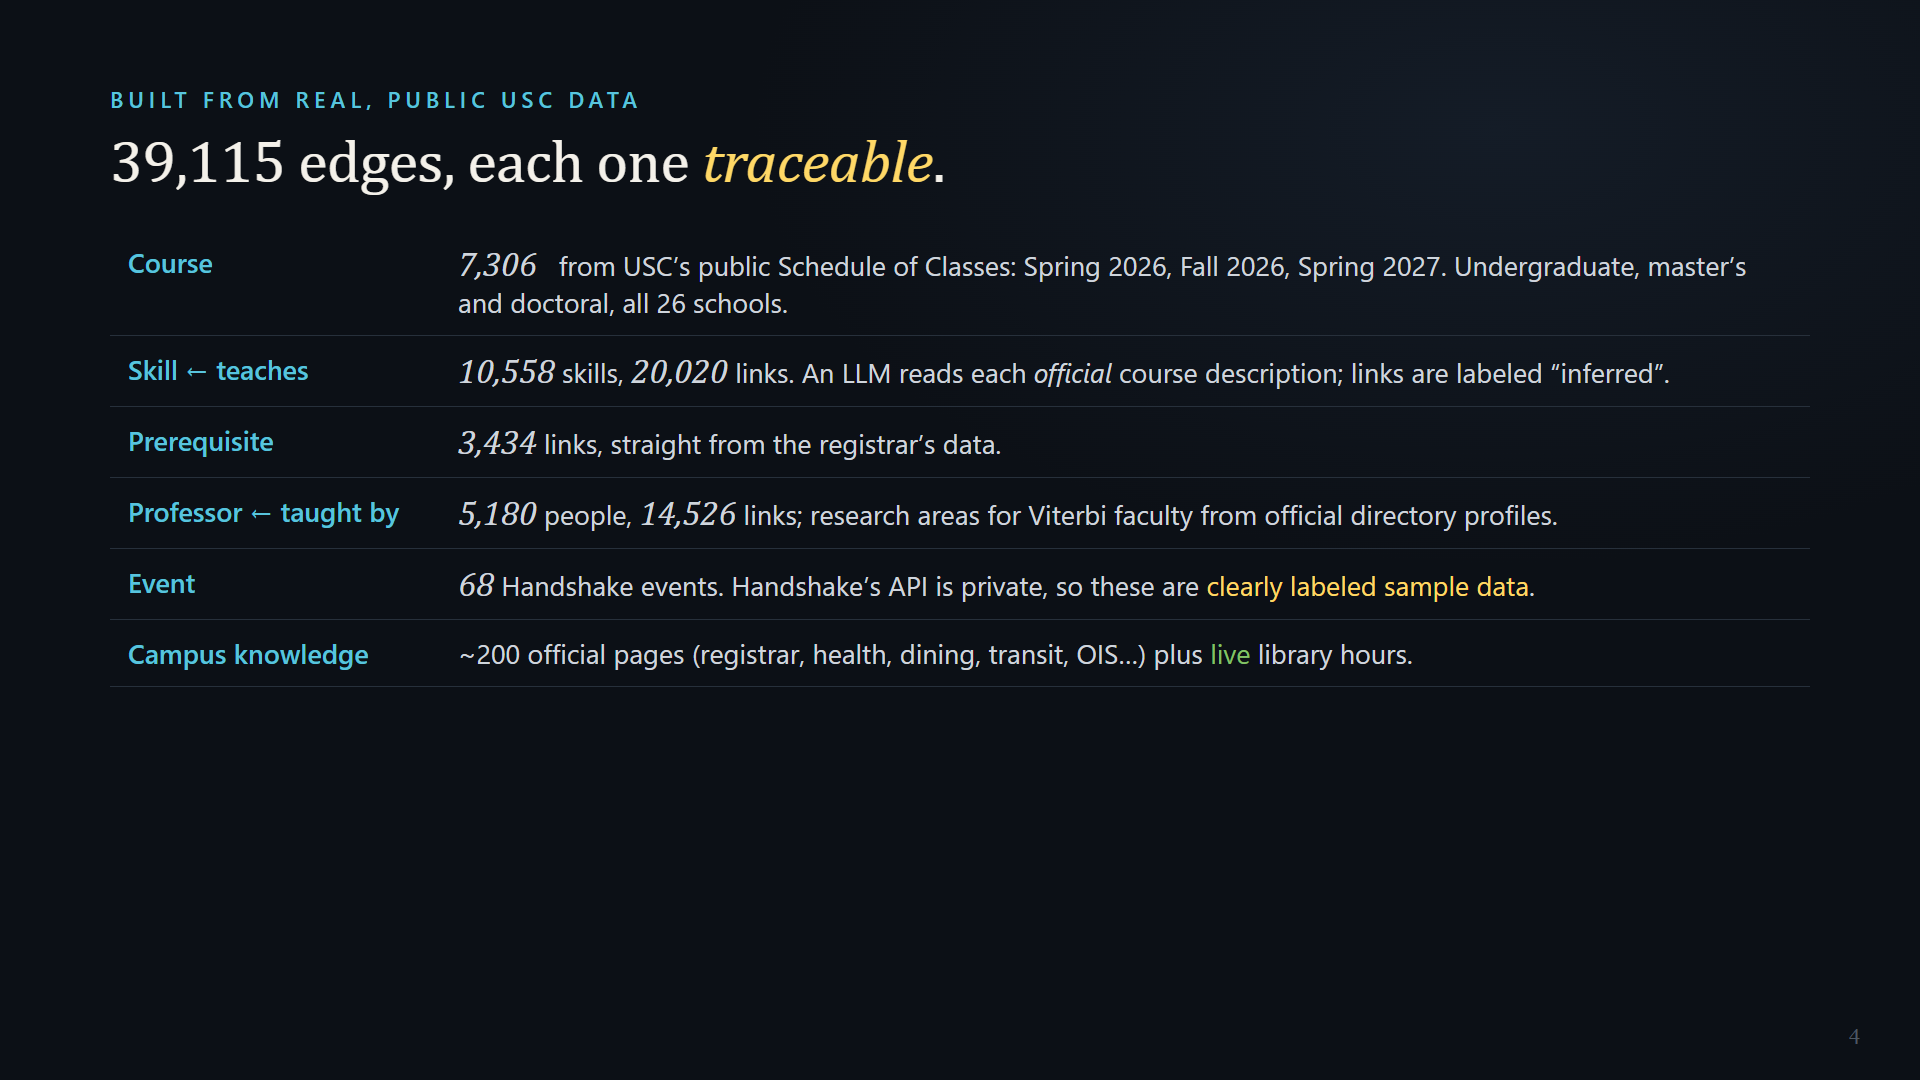 BUILT FROM REAL, PUBLIC USC DATA
39,115 edges, each one traceable.
Course
7,306 from USC’s public Schedule of Classes: Spring 2026, Fall 2026, Spring 2027. Undergraduate, master’s
and doctoral, all 26 schools.
Skill ← teaches
10,558 skills, 20,020 links. An LLM reads each official course description; links are labeled “inferred”.
Prerequisite
3,434 links, straight from the registrar’s data.
Professor ← taught by
5,180 people, 14,526 links; research areas for Viterbi faculty from official directory profiles.
Event
68 Handshake events. Handshake’s API is private, so these are clearly labeled sample data.
Campus knowledge
~200 official pages (registrar, health, dining, transit, OIS…) plus live library hours.
4